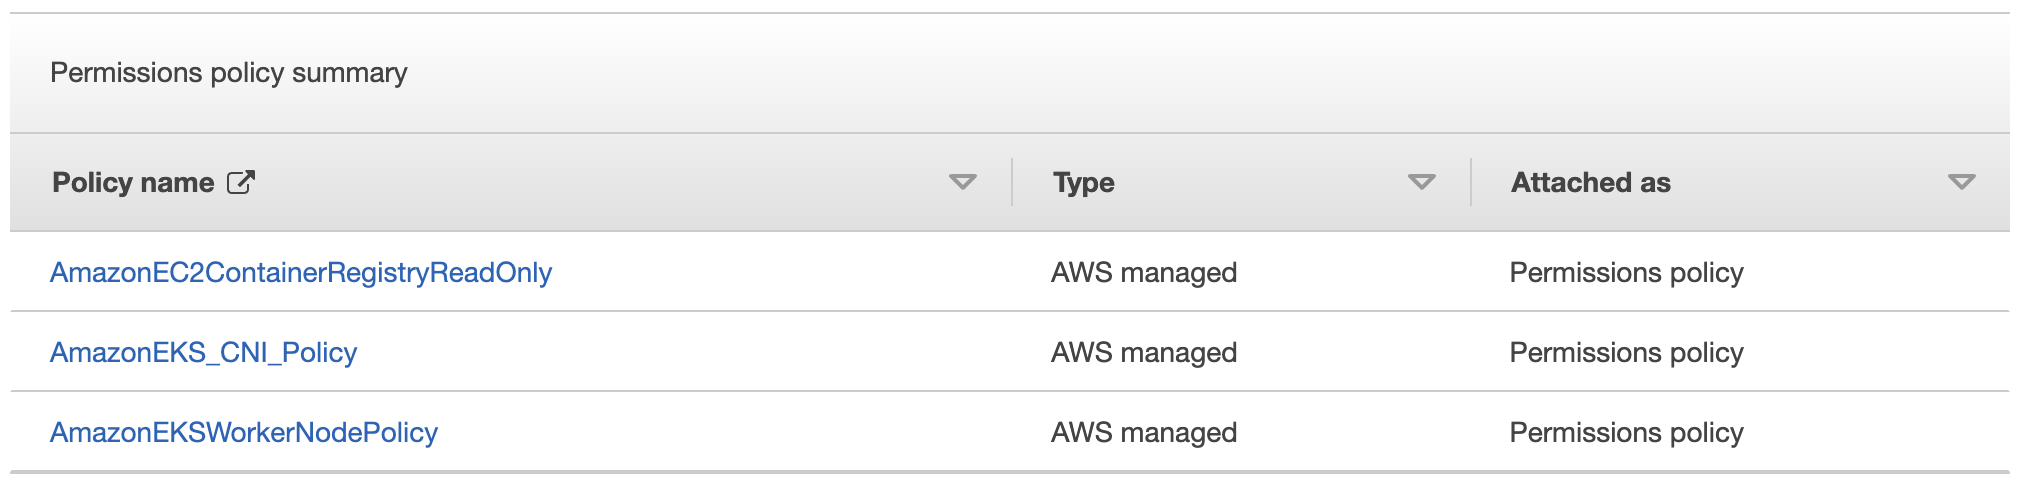 Permissions policy summary
Policy name Type Attached as
AmazonEC2ContainerRegistryReadOnly AWS managed Permissions policy
AmazonEKS_CNI_Policy AWS managed Permissions policy
AmazonEKSWorkerNodePolicy AWS managed Permissions policy